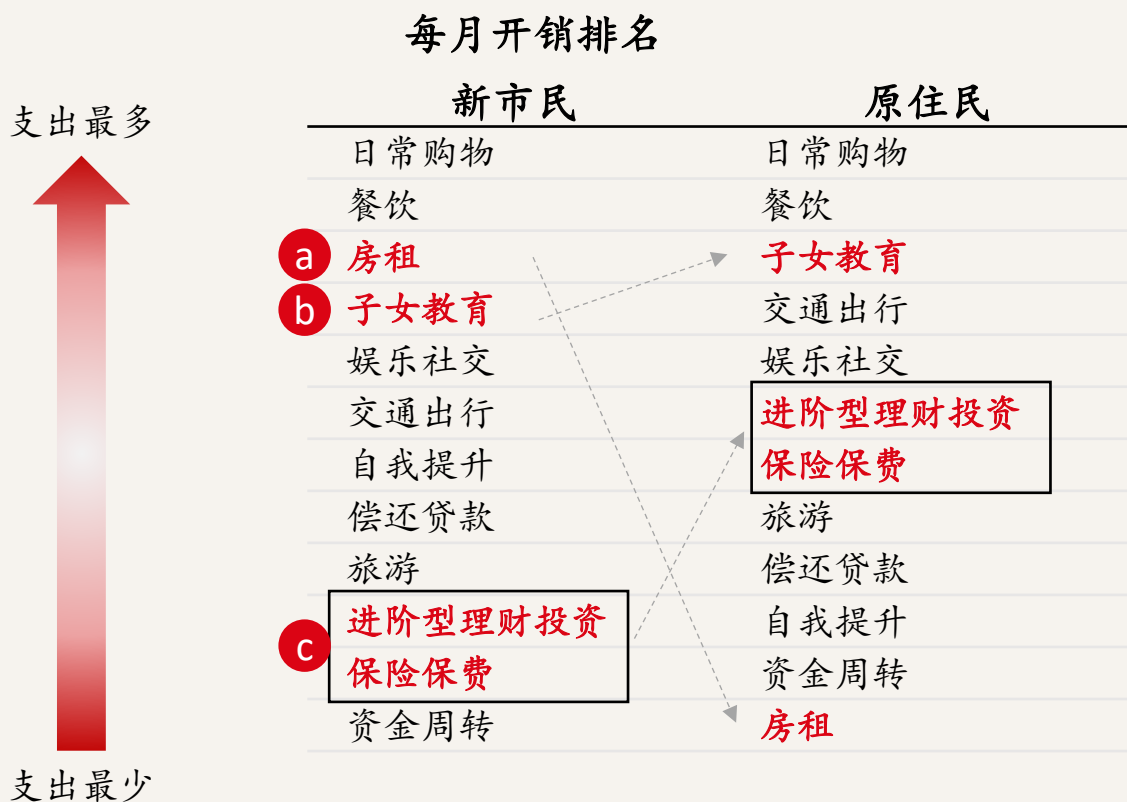 每月开销排名
新市民 原住民
支出最多
日常购物 日常购物
餐饮 餐饮
a 房租 子女教育
b 子女教育 交通出行
娱乐社交 娱乐社交
交通出行 进阶型理财投资
自我提升 保险保费
偿还贷款 旅游
旅游 偿还贷款
进阶型理财投资 自我提升
c
保险保费 资金周转
资金周转 房租
支出最少